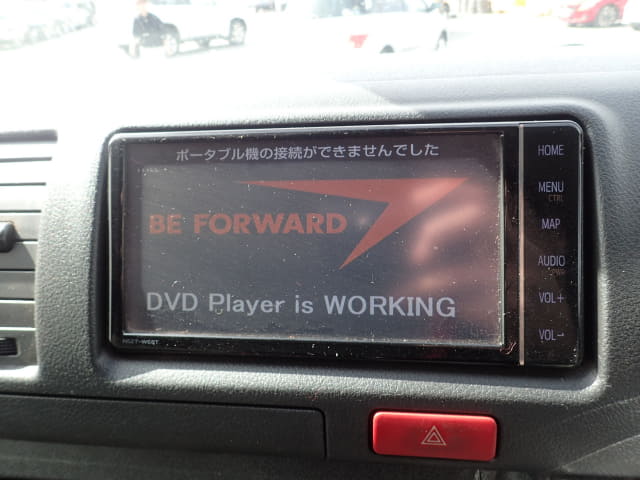 ポータブル機の接続ができませんでした
BE FORWARD
DVD Player is WORKING
HOME
MENU
CTRL
MAP
AUDIO
PWR
VOL+
VOL-